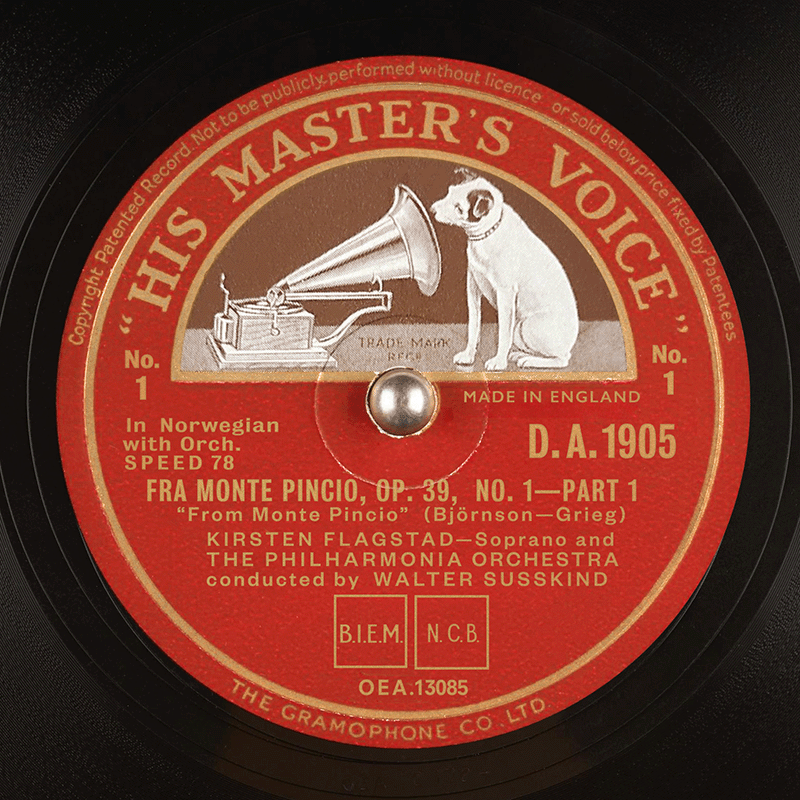 Copyright Patented Record. Not to be publicly performed without licence or sold below price fixed by Patentees
“HIS MASTER'S VOICE”
TRADE MARK
REGD
No. 1
No. 1
MADE IN ENGLAND
In Norwegian
with Orch.
SPEED 78
D.A.1905
FRA MONTE PINCIO, OP. 39, NO. 1—PART 1
“From Monte Pincio” (Björnson—Grieg)
KIRSTEN FLAGSTAD—Soprano and
THE PHILHARMONIA ORCHESTRA
conducted by WALTER SUSSKIND
B.I.E.M. N.C.B.
OEA.13085
THE GRAMOPHONE CO. LTD.